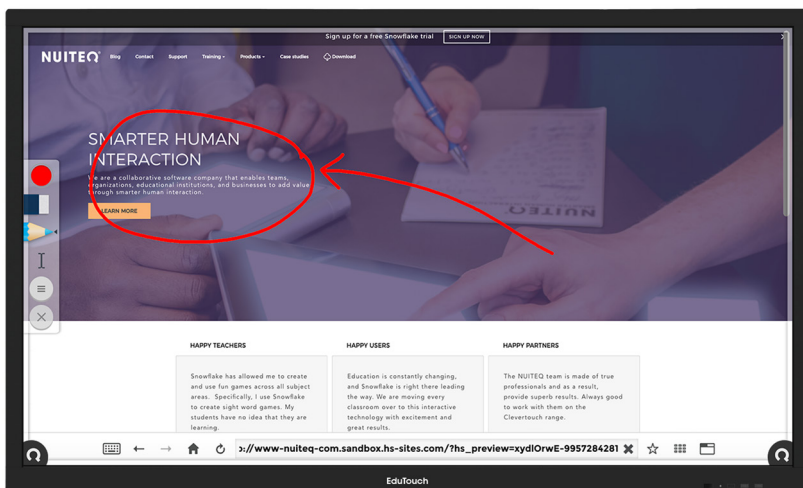 Sign up for a free Snowflake trial SIGN UP NOW
NUITEQ Blog Contact Support Training Products Case studies Download
SMARTER HUMAN
INTERACTION
We are a collaborative software company that enables teams,
organizations, educational institutions, and businesses to add value
through smarter human interaction.
LEARN MORE
NUITEQ
HAPPY TEACHERS
Snowflake has allowed me to create
and use fun games across all subject
areas. Specifically, I use Snowflake
to create sight word games. My
students have no idea that they are
learning.
HAPPY USERS
Education is constantly changing,
and Snowflake is right there leading
the way. We are moving every
classroom over to this interactive
technology with excitement and
great results.
HAPPY PARTNERS
The NUITEQ team is made of true
professionals and as a result,
provide superb results. Always good
to work with them on the
Clevertouch range.
://www-nuiteq-com.sandbox.hs-sites.com/?hs_preview=xydlOrwE-9957284281
EduTouch